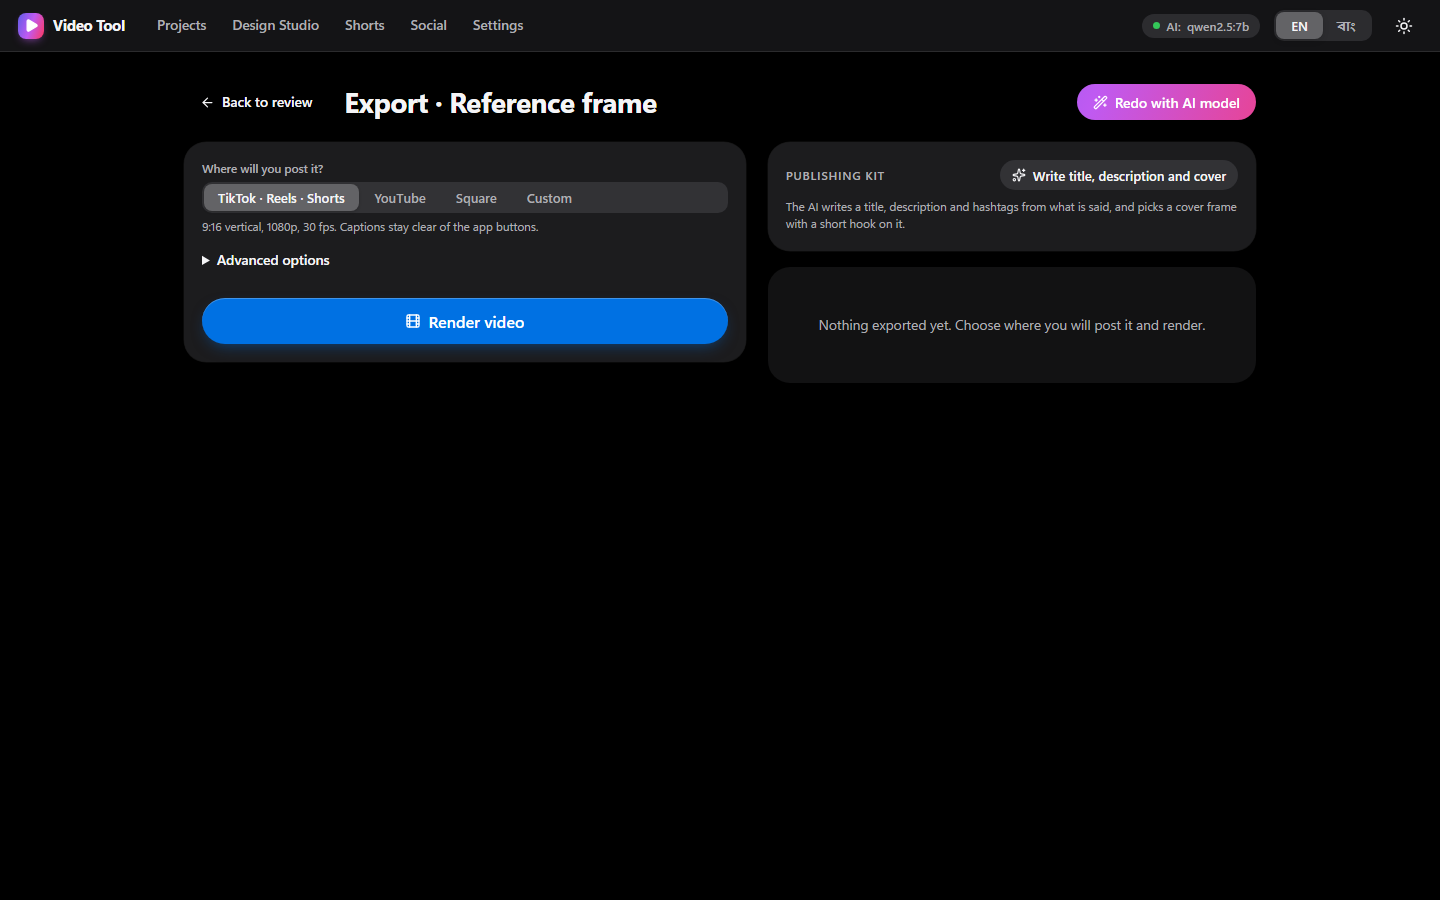 Video Tool
Projects
Design Studio
Shorts
Social
Settings
AI: qwen2.5:7b
EN
বাং
Back to review
Export · Reference frame
Redo with AI model
Where will you post it?
TikTok · Reels · Shorts
YouTube
Square
Custom
9:16 vertical, 1080p, 30 fps. Captions stay clear of the app buttons.
Advanced options
Render video
PUBLISHING KIT
Write title, description and cover
The AI writes a title, description and hashtags from what is said, and picks a cover frame
with a short hook on it.
Nothing exported yet. Choose where you will post it and render.